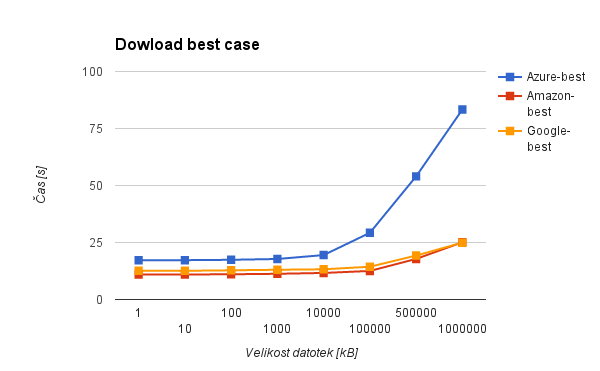 Dowload best case
100
75
50
25
0
Čas [s]
1
10
100
1000
10000
100000
500000
1000000
Velikost datotek [kB]
Azure-best
Amazon-
best
Google-
best